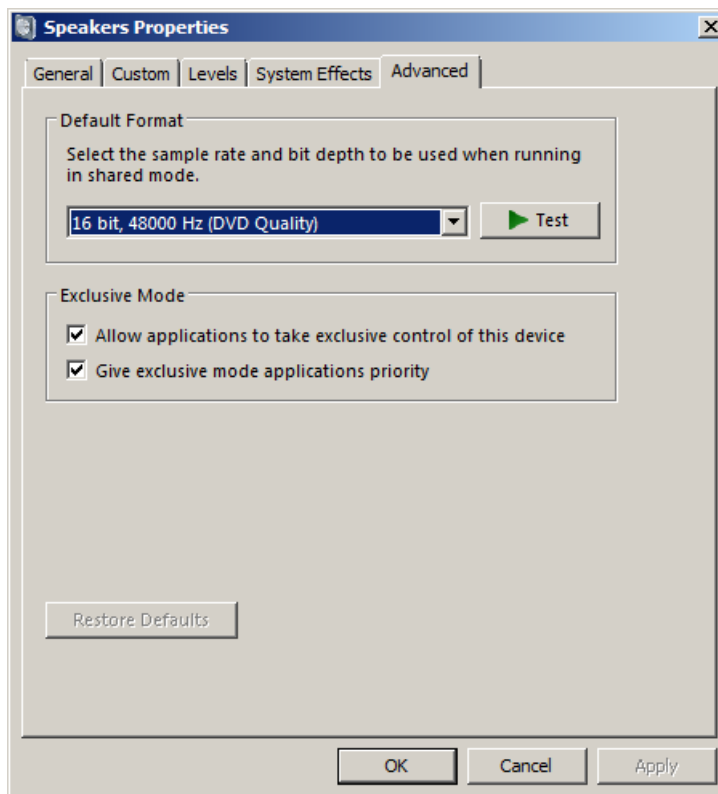 Speakers Properties
General
Custom
Levels
System Effects
Advanced
Default Format
Select the sample rate and bit depth to be used when running
in shared mode.
16 bit, 48000 Hz (DVD Quality)
Test
Exclusive Mode
Allow applications to take exclusive control of this device
Give exclusive mode applications priority
Restore Defaults
OK
Cancel
Apply